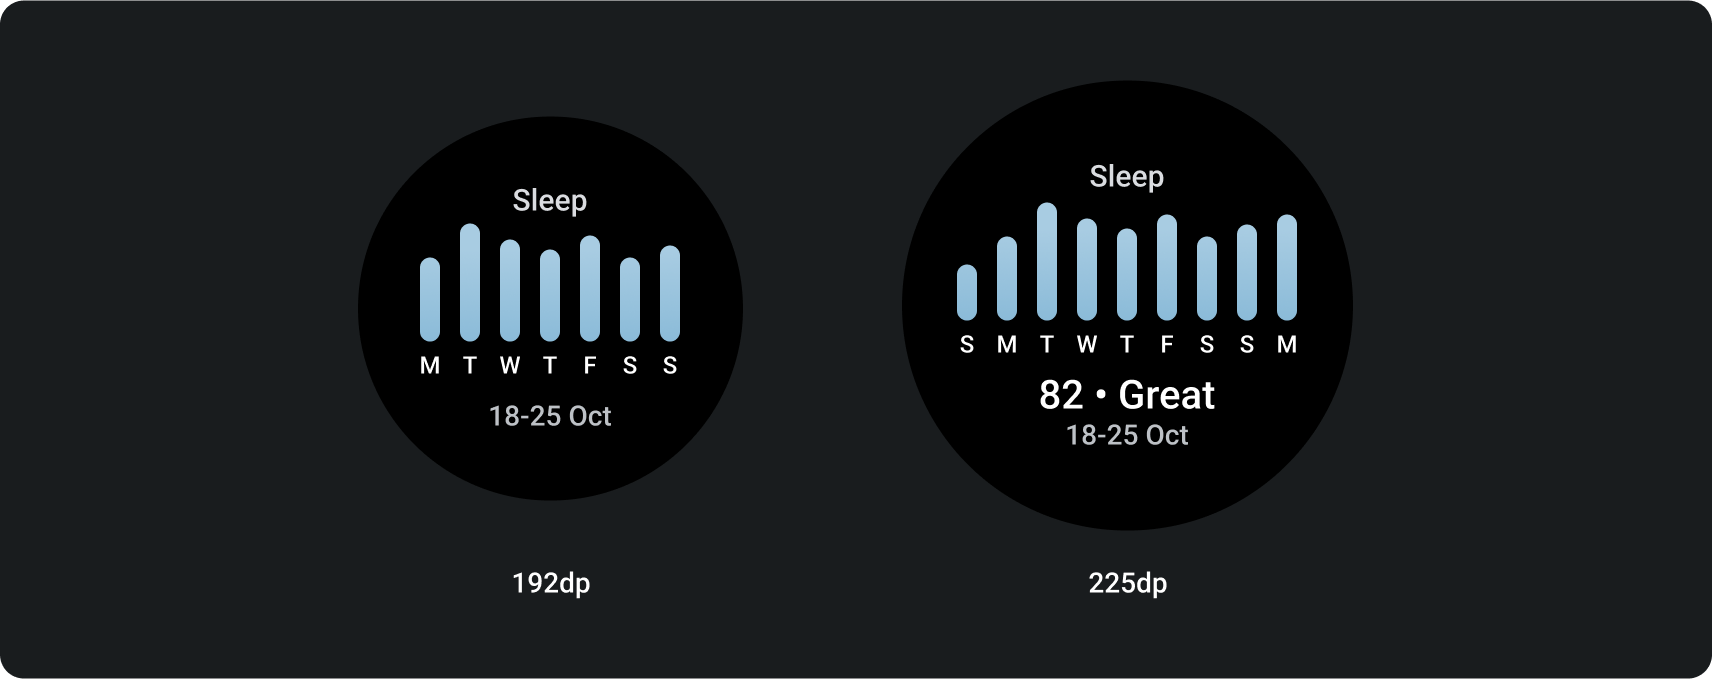 Sleep
M T W T F S S
18-25 Oct
192dp
Sleep
S M T W T F S S M
82 • Great
18-25 Oct
225dp